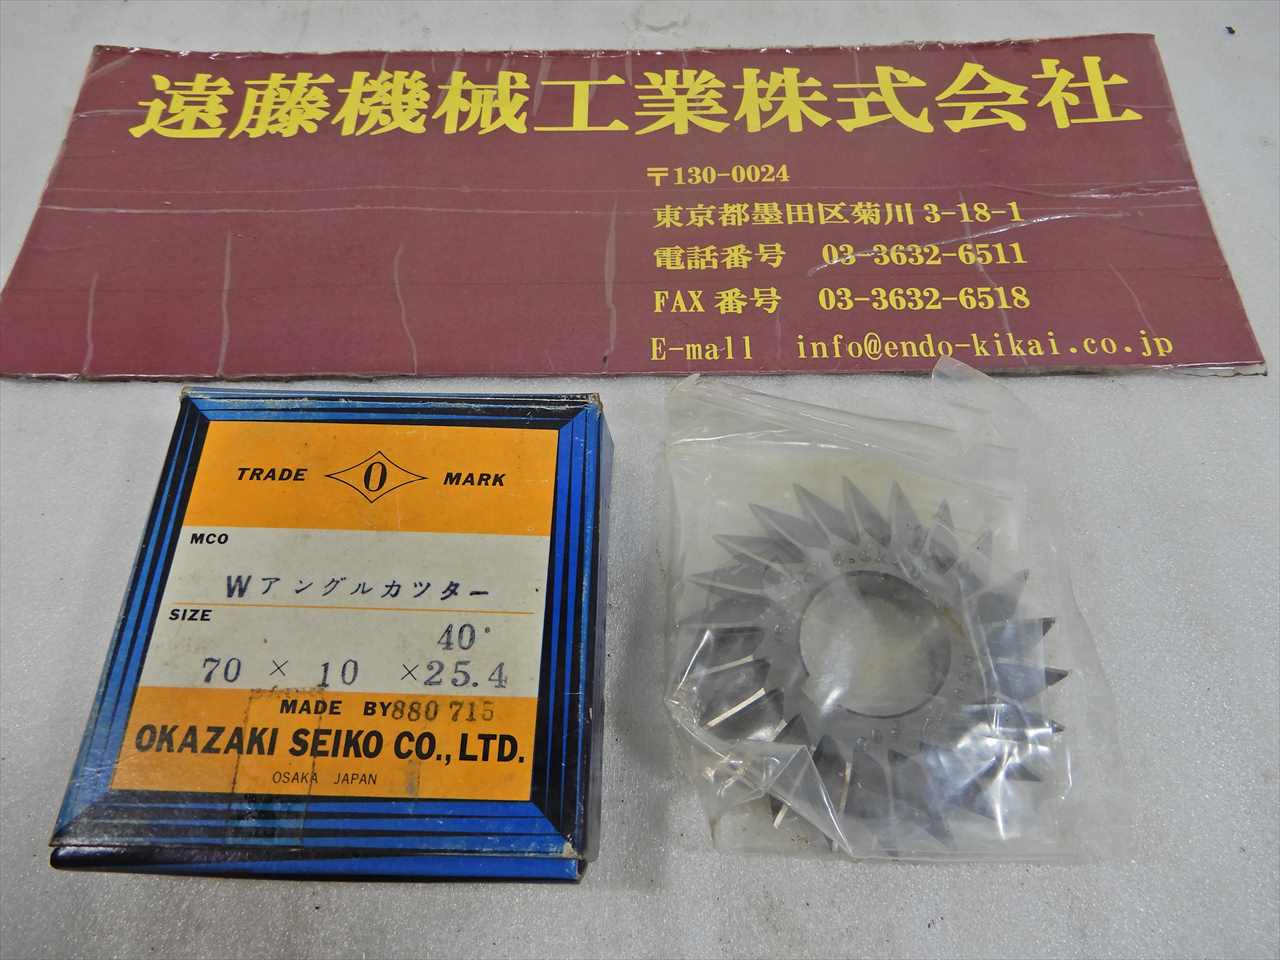 遠藤機械工業株式会社
〒130-0024
東京都墨田区菊川 3-18-1
電話番号 03-3632-6511
FAX 番号 03-3632-6518
E-mall info@endo-kikai.co.jp
TRADE O MARK
MCO
Wアングルカツター
SIZE
40°
70 × 10 ×25.4
MADE BY 880 715
OKAZAKI SEIKO CO., LTD.
OSAKA JAPAN